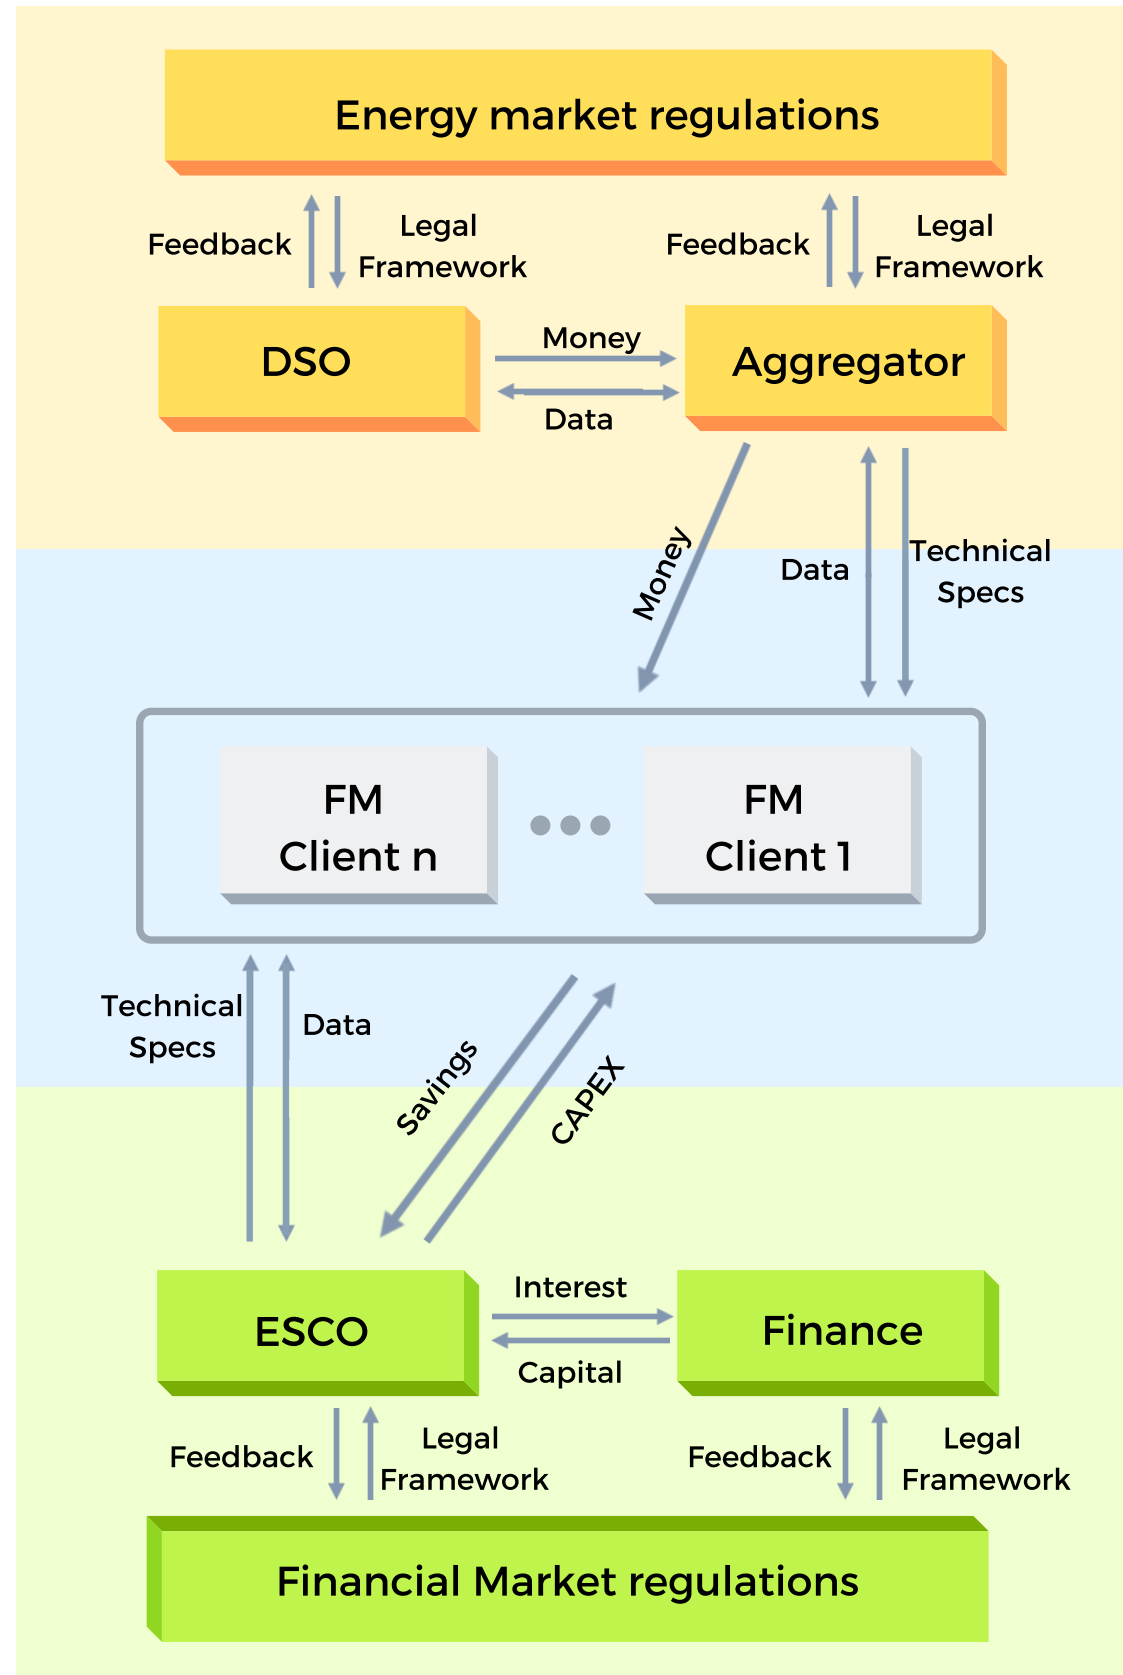 Energy market regulations
Feedback
Legal
Framework
Feedback
Legal
Framework
DSO
Money
Data
Aggregator
Money
Data
Technical
Specs
FM
Client n
FM
Client 1
Technical
Specs
Data
Savings
CAPEX
ESCO
Interest
Capital
Finance
Feedback
Legal
Framework
Feedback
Legal
Framework
Financial Market regulations